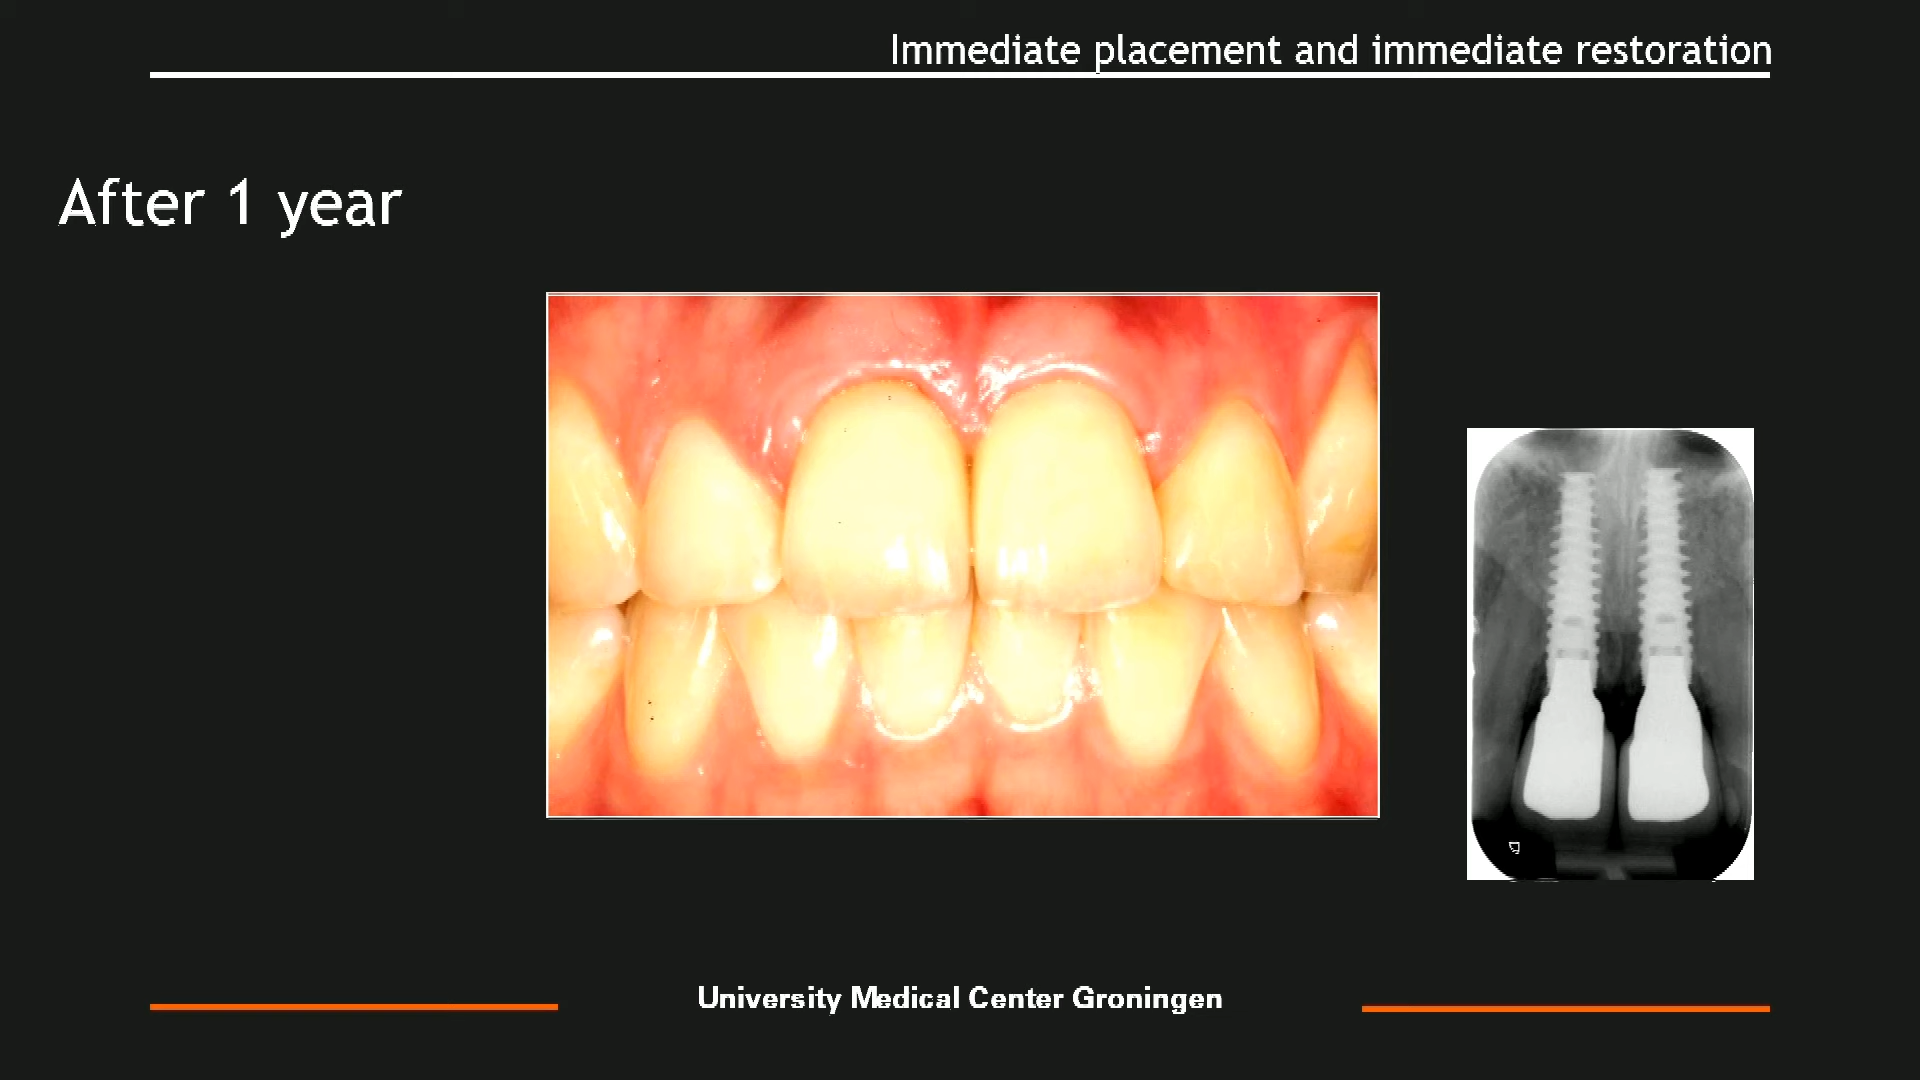 Immediate placement and immediate restoration
After 1 year
University Medical Center Groningen